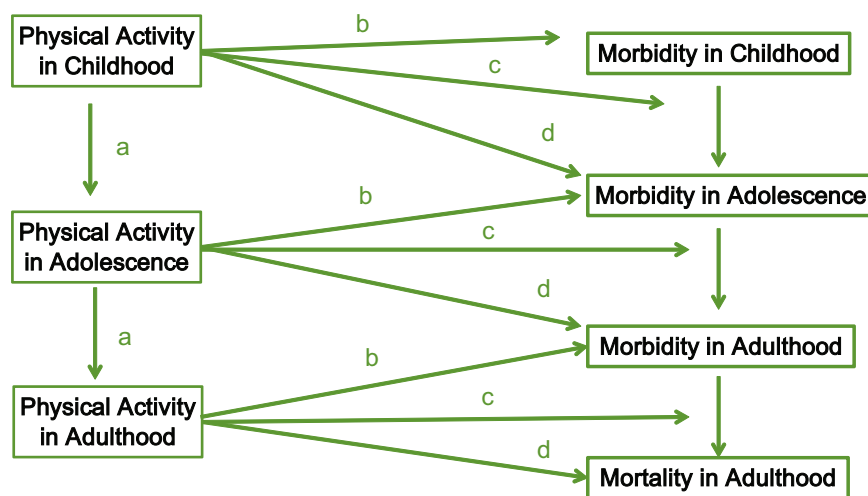 Physical Activity
in Childhood
b
Morbidity in Childhood
c
a
d
Morbidity in Adolescence
b
Physical Activity
in Adolescence
c
d
a
b
Morbidity in Adulthood
Physical Activity
in Adulthood
c
d
Mortality in Adulthood